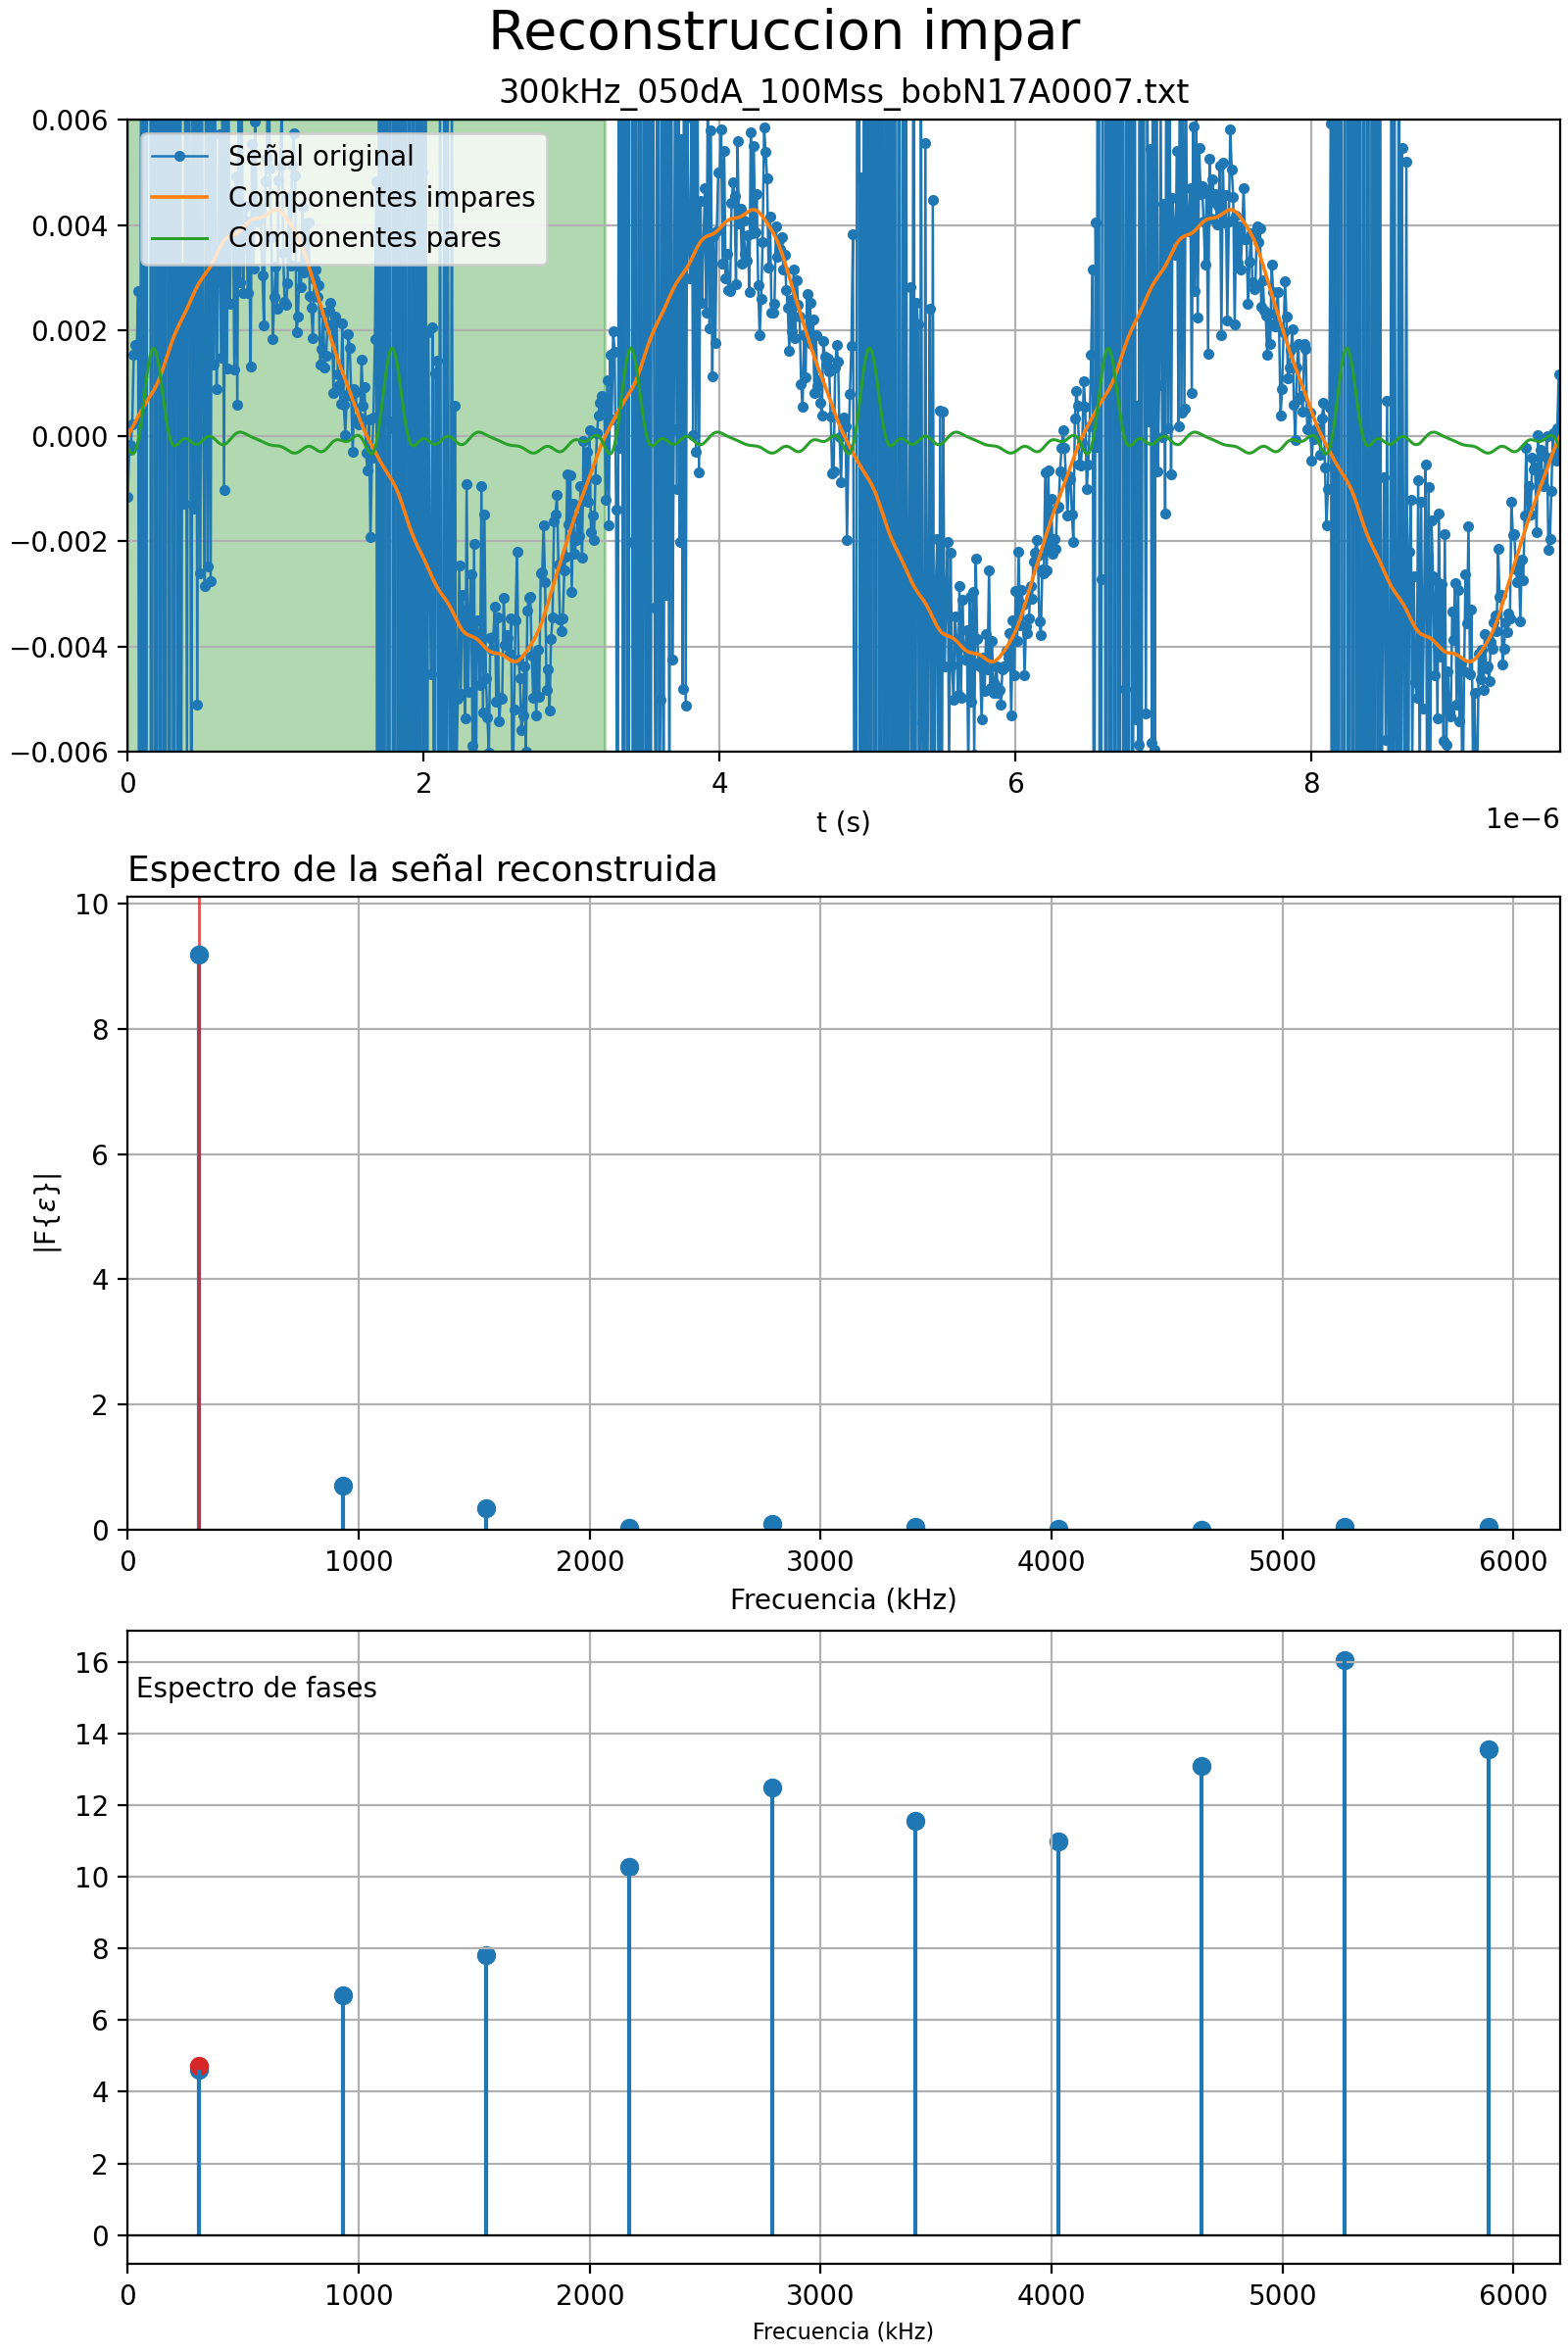 Reconstruccion impar
300kHz_050dA_100Mss_bobN17A0007.txt
0.006
0.004
0.002
0.000
−0.002
−0.004
−0.006
Señal original
Componentes impares
Componentes pares
0 2 4 6 8
t (s)
1e−6
Espectro de la señal reconstruida
10
8
6
4
2
0
|F{ε}|
0 1000 2000 3000 4000 5000 6000
Frecuencia (kHz)
16
14
12
10
8
6
4
2
0
Espectro de fases
0 1000 2000 3000 4000 5000 6000
Frecuencia (kHz)